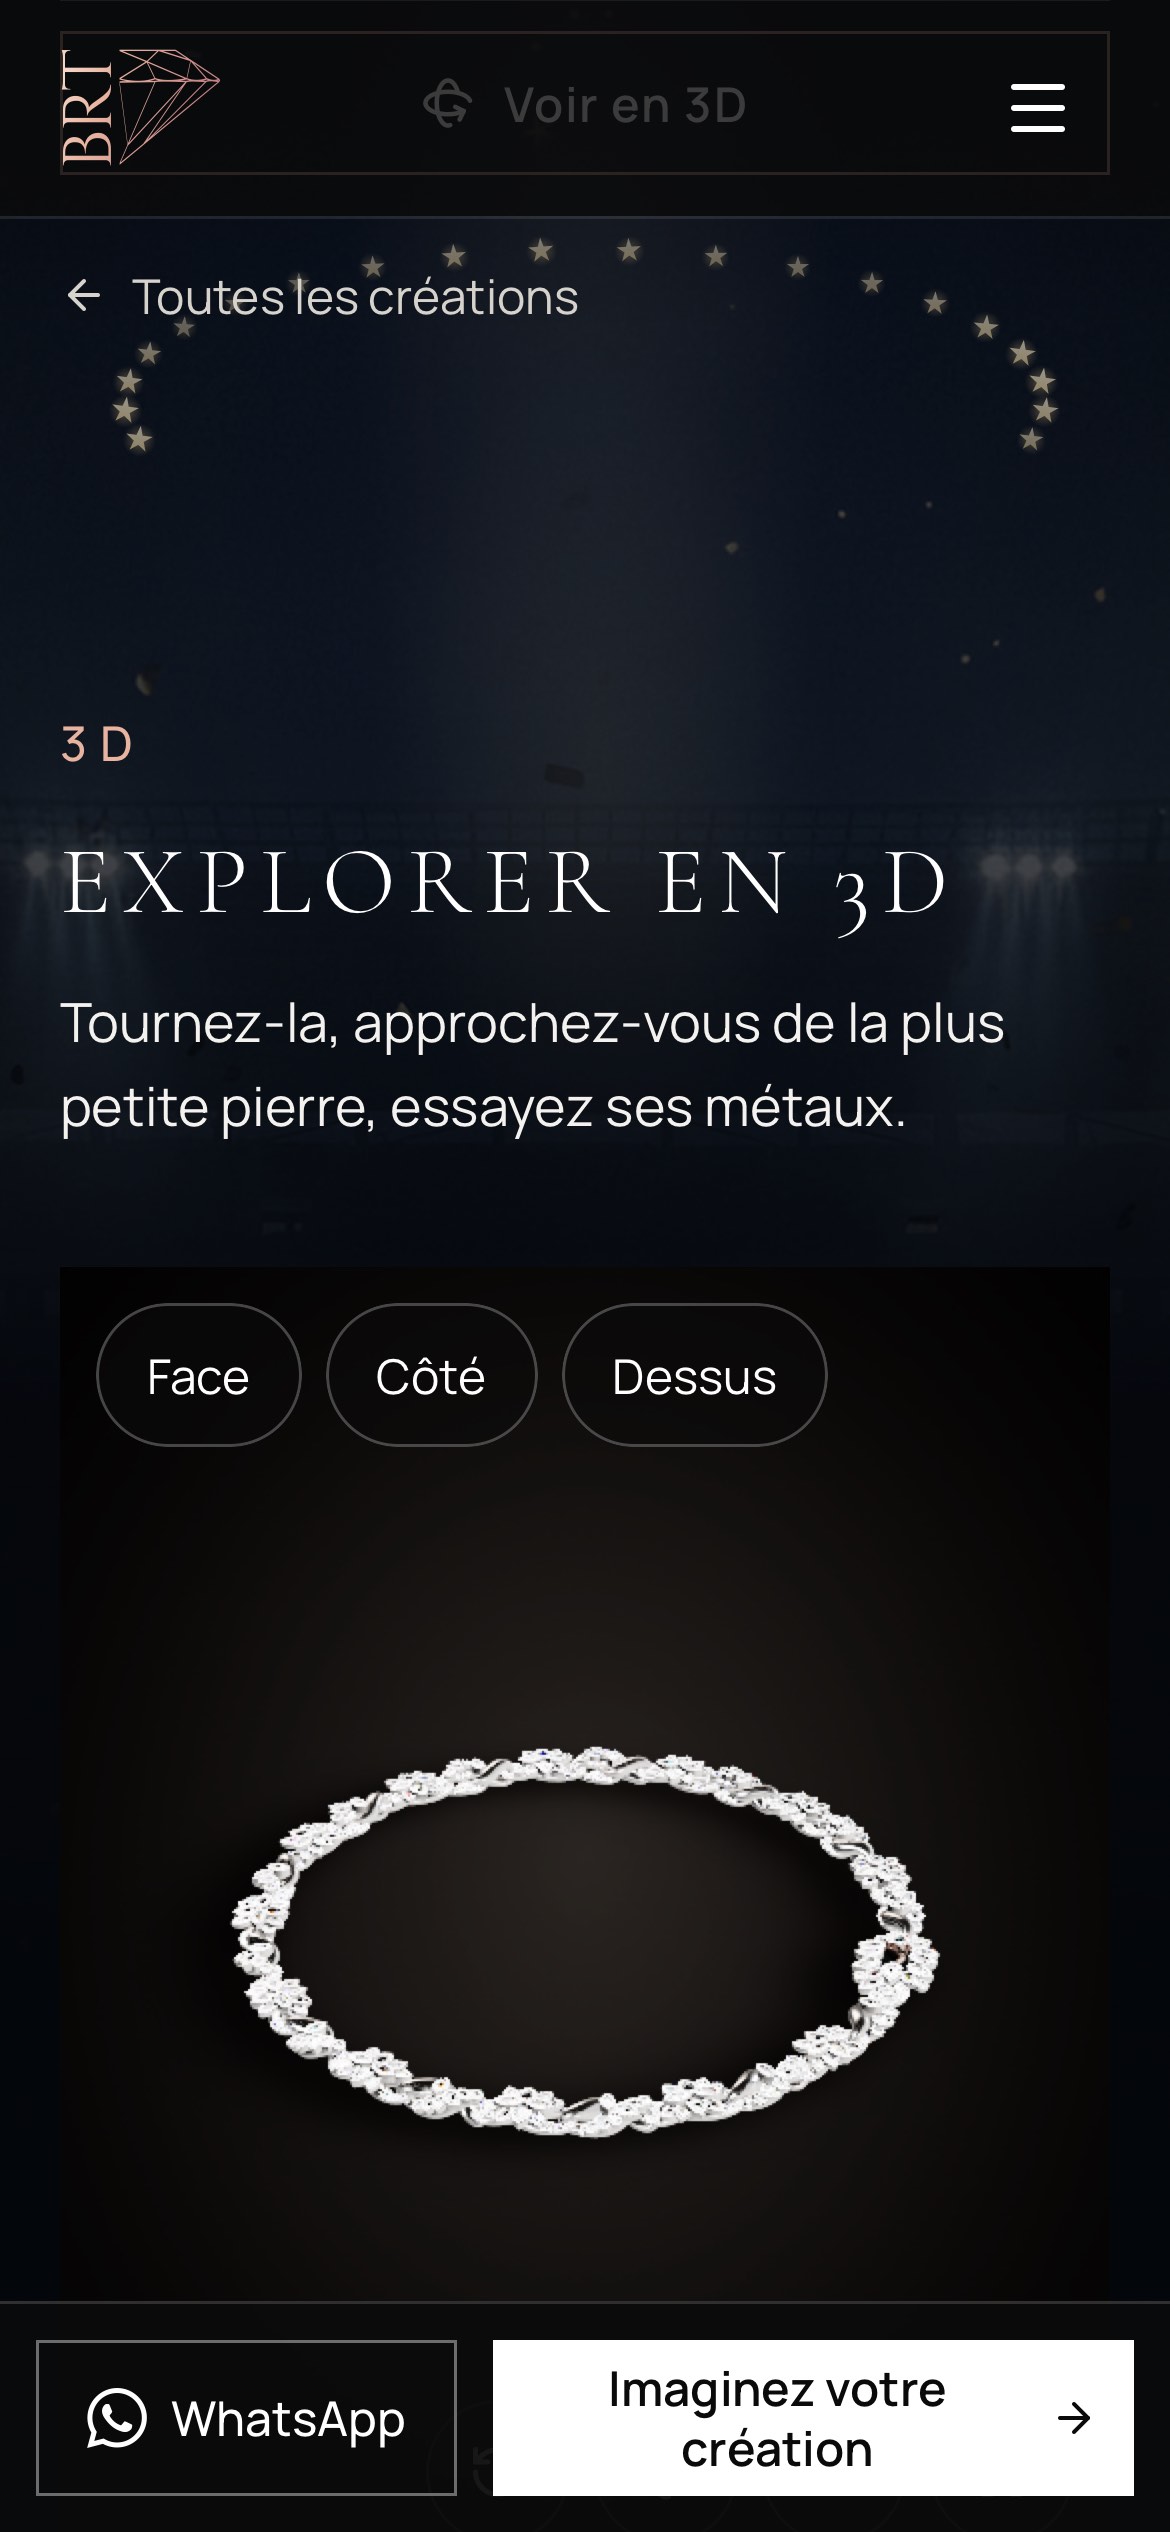 BRT
Voir en 3D
Toutes les créations
3D
EXPLORER EN 3D
Tournez-la, approchez-vous de la plus
petite pierre, essayez ses métaux.
Face
Côté
Dessus
WhatsApp
Imaginez votre
création